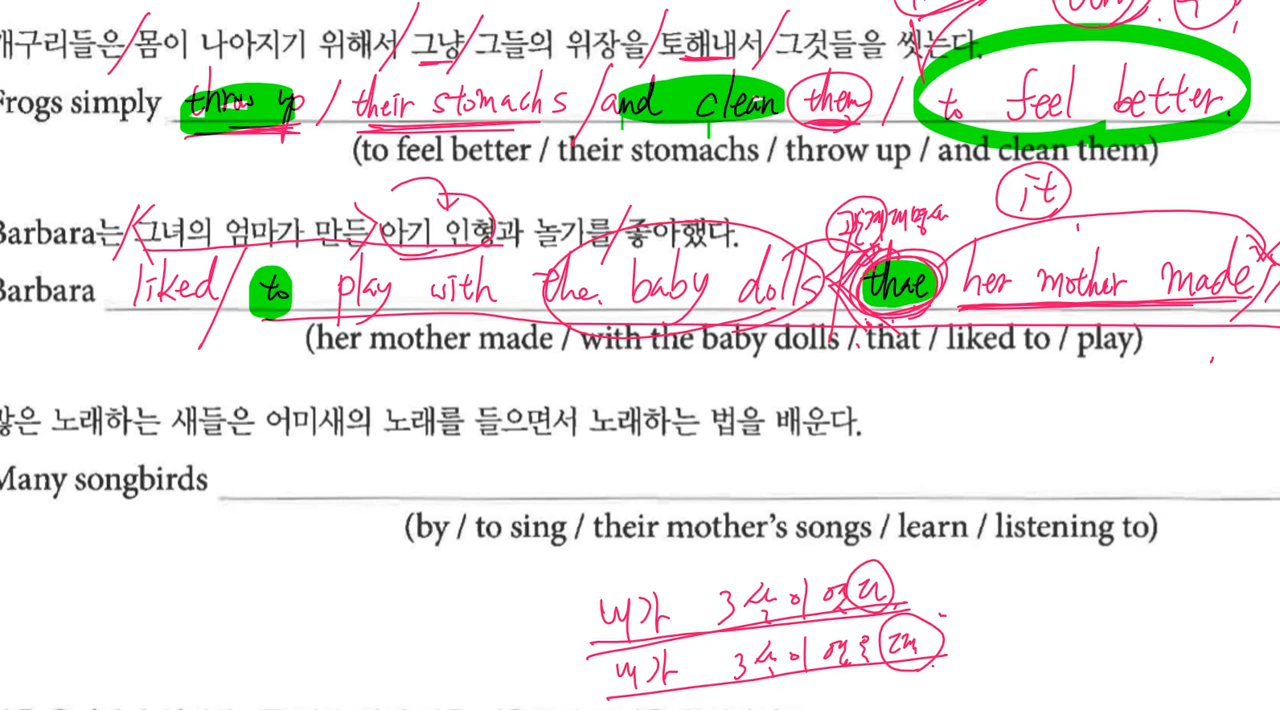 개구리들은 몸이 나아지기 위해서 그냥 그들의 위장을 토해내서 그것들을 씻는다.
Frogs simply throw up / their stomachs / and clean them / to feel better.
(to feel better / their stomachs / throw up / and clean them)
it
Barbara는 그녀의 엄마가 만든 아기 인형과 놀기를 좋아했다.
관계대명사
Barbara liked / to play with the baby dolls that her mother made
(her mother made / with the baby dolls / that / liked to / play)
많은 노래하는 새들은 어미새의 노래를 들으면서 노래하는 법을 배운다.
Many songbirds
(by / to sing / their mother's songs / learn / listening to)
내가 3살이었다.
내가 3살이었을 때